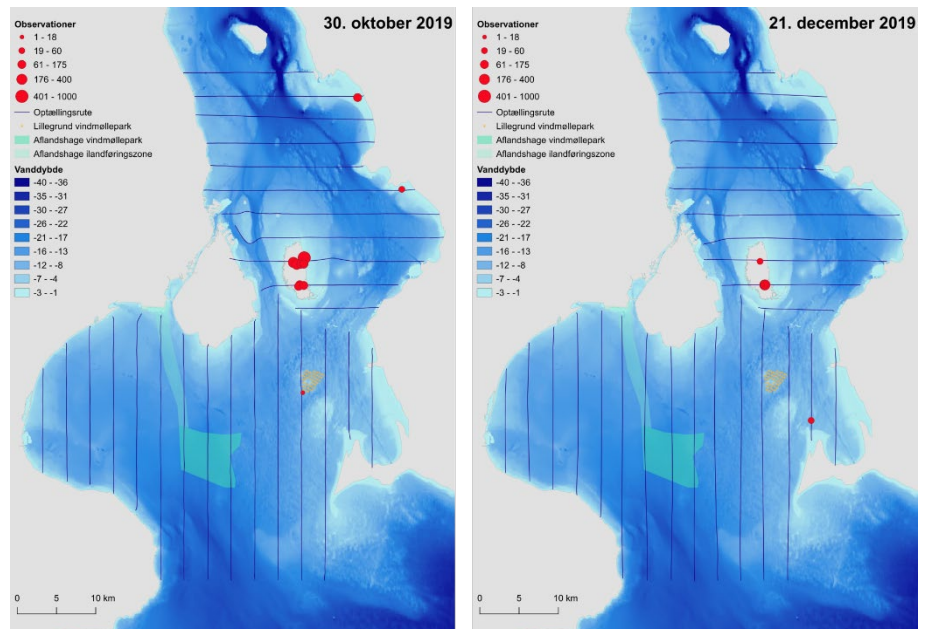 30. oktober 2019
Observationer
1 - 18
19 - 60
61 - 175
176 - 400
401 - 1000
Optællingsrute
Lillegrund vindmøllepark
Aflandshage vindmøllepark
Aflandshage ilandføringszone
Vanddybde
-40 - -36
-35 - -31
-30 - -27
-26 - -22
-21 - -17
-16 - -13
-12 - -8
-7 - -4
-3 - -1
0 5 10 km
21. december 2019
Observationer
1 - 18
19 - 60
61 - 175
176 - 400
401 - 1000
Optællingsrute
Lillegrund vindmøllepark
Aflandshage vindmøllepark
Aflandshage ilandføringszone
Vanddybde
-40 - -36
-35 - -31
-30 - -27
-26 - -22
-21 - -17
-16 - -13
-12 - -8
-7 - -4
-3 - -1
0 5 10 km